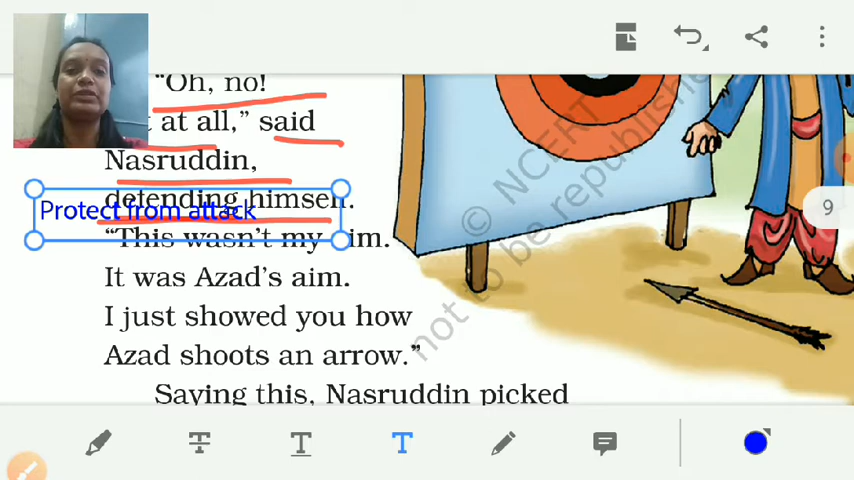 "Oh, no!
at all," said
Nasruddin,
defending himself.
Protect from attack
"This wasn't my aim.
It was Azad's aim.
I just showed you how
Azad shoots an arrow."
Saying this, Nasruddin picked
© NCERT
not to be republished
9